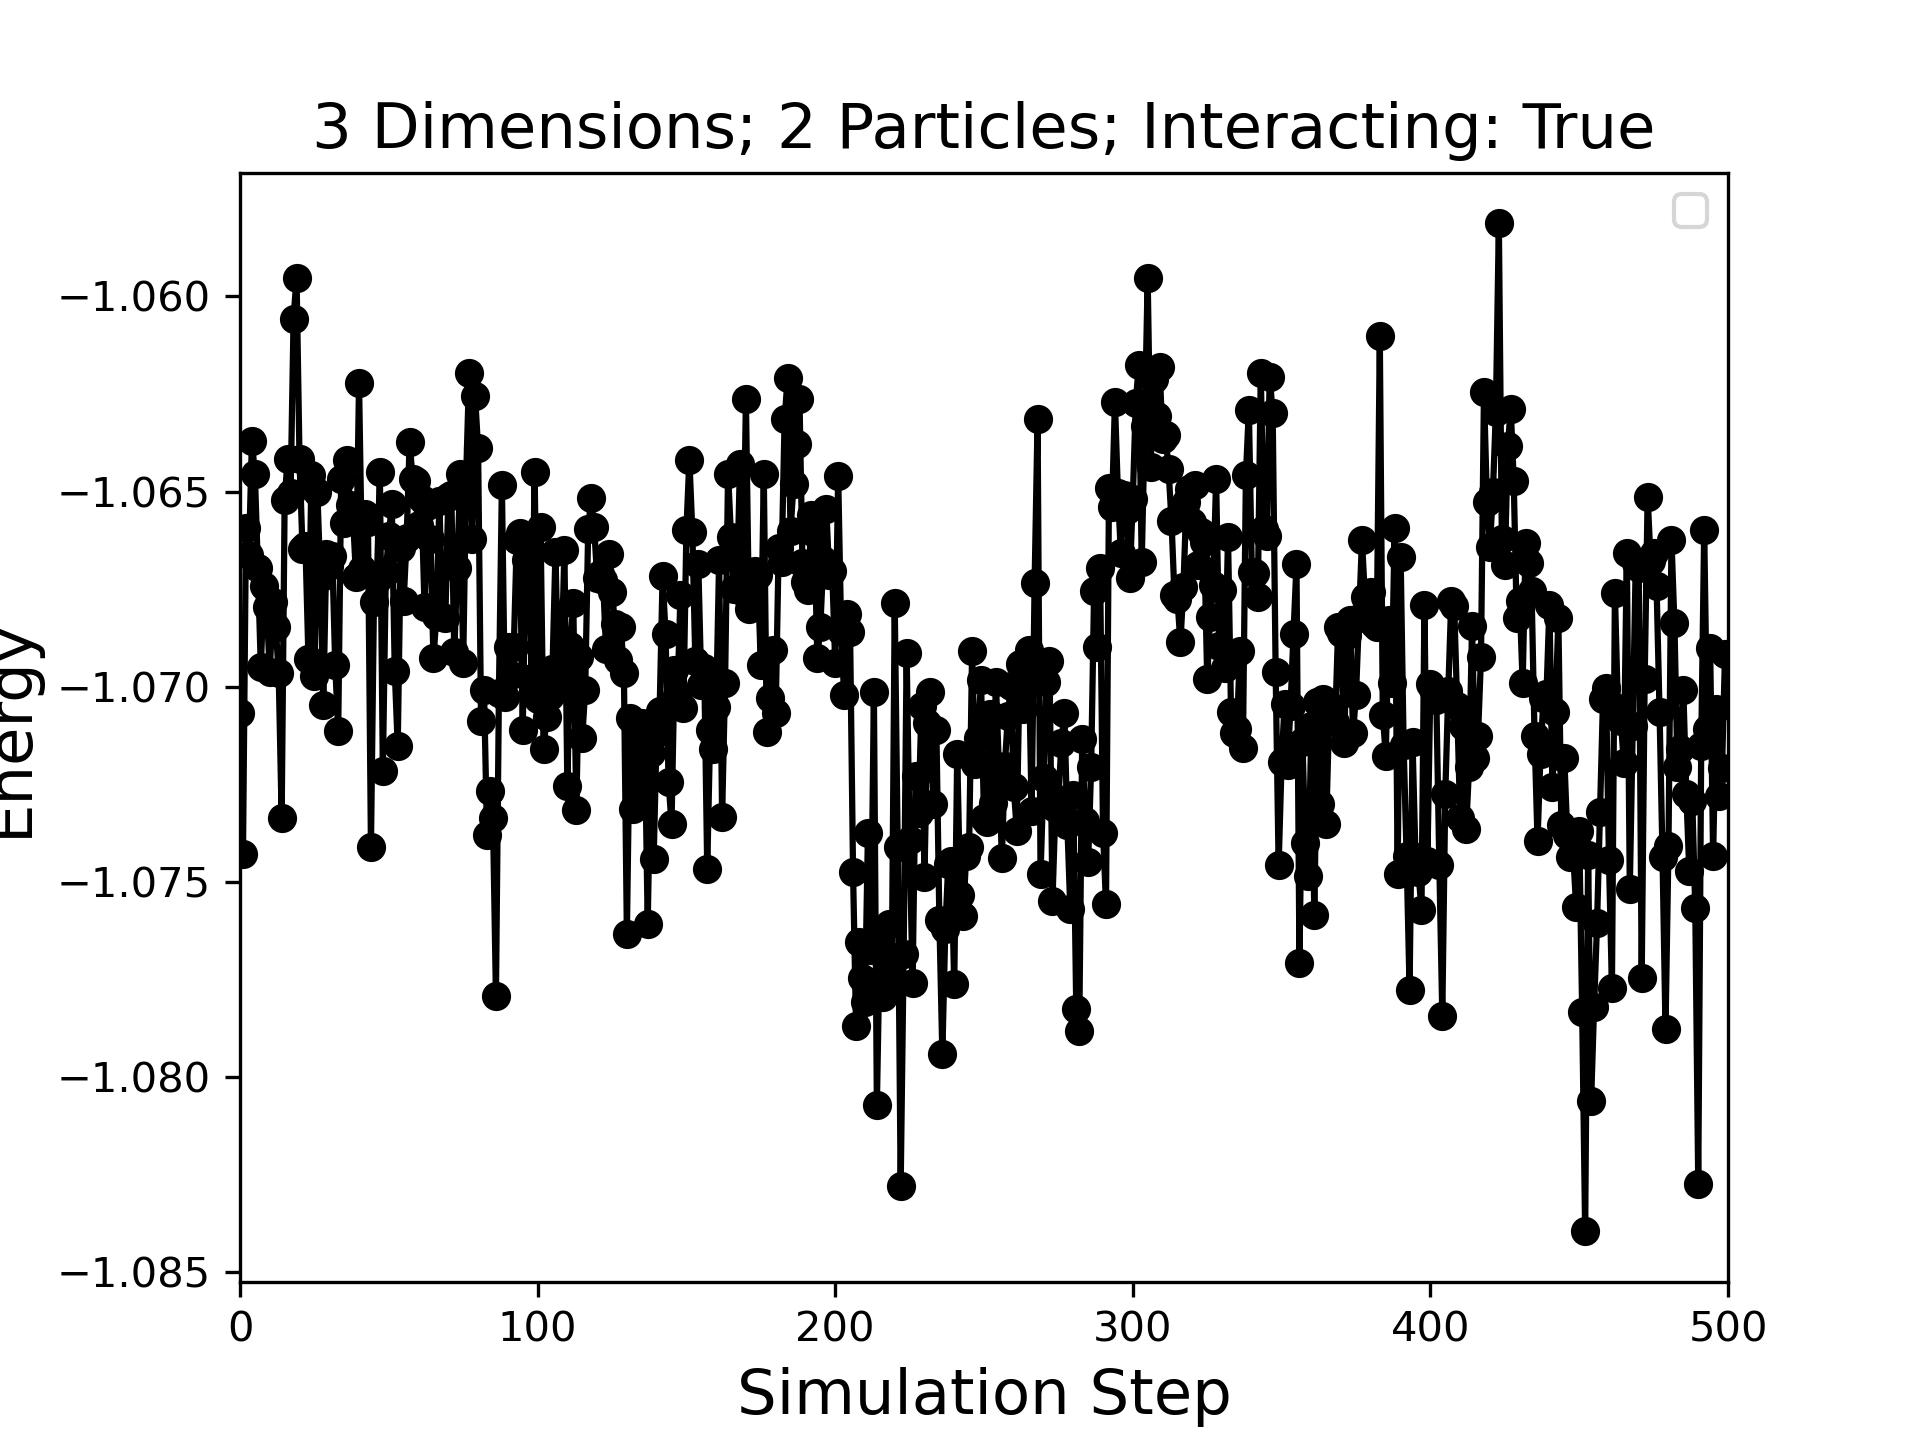 3 Dimensions; 2 Particles; Interacting: True
Energy
−1.060
−1.065
−1.070
−1.075
−1.080
−1.085
0 100 200 300 400 500
Simulation Step